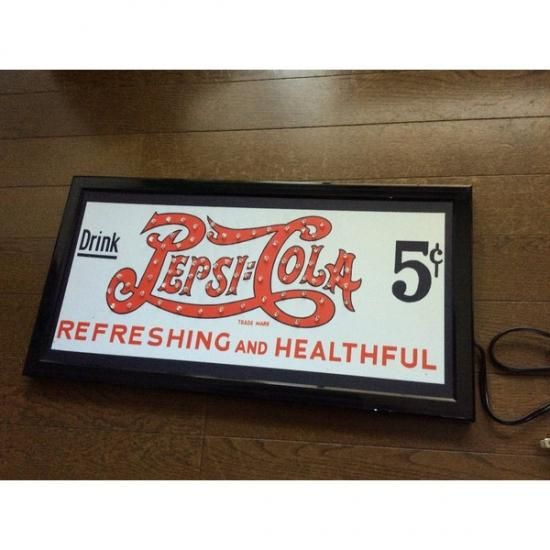 Drink
PEPSI:COLA
5¢
TRADE MARK
REFRESHING AND HEALTHFUL